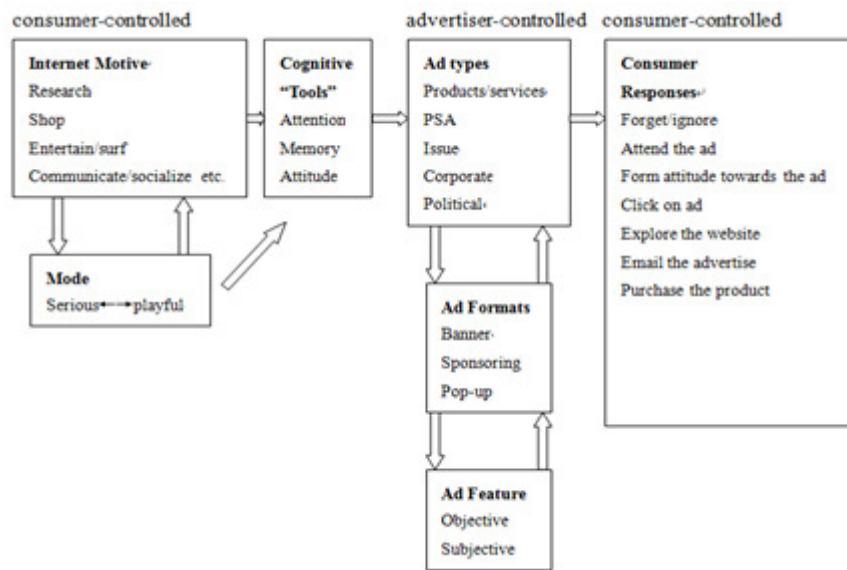 consumer-controlled
advertiser-controlled
consumer-controlled
Internet Motive
Research
Shop
Entertain/surf
Communicate/socialize etc.
Mode
Serious⟷playful
Cognitive
“Tools”
Attention
Memory
Attitude
Ad types
Products/services
PSA
Issue
Corporate
Political
Ad Formats
Banner
Sponsoring
Pop-up
Ad Feature
Objective
Subjective
Consumer
Responses
Forget/ignore
Attend the ad
Form attitude towards the ad
Click on ad
Explore the website
Email the advertise
Purchase the product